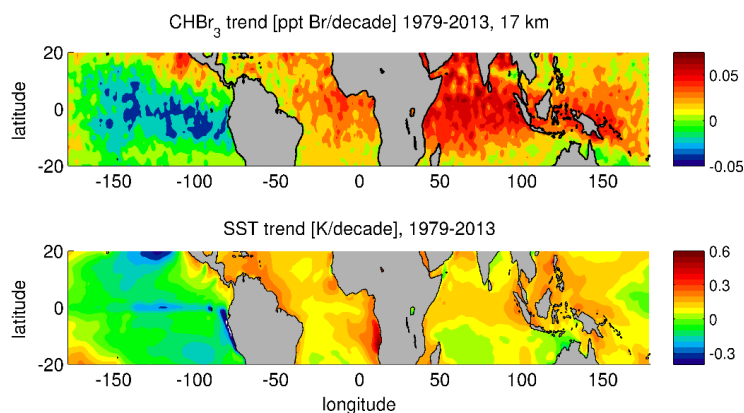 CHBr3 trend [ppt Br/decade] 1979-2013, 17 km
20
0
-20
latitude
-150 -100 -50 0 50 100 150
0.05
0
-0.05
SST trend [K/decade], 1979-2013
20
0
-20
latitude
-150 -100 -50 0 50 100 150
longitude
0.6
0.3
0
-0.3